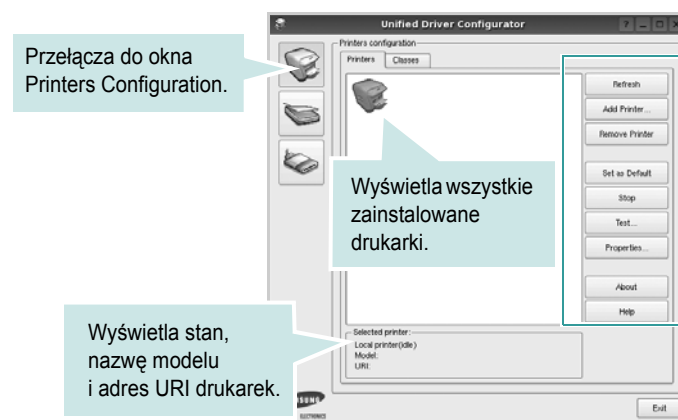 Unified Driver Configurator
Przełącza do okna
Printers Configuration.
Printers configuration
Printers
Classes
Refresh
Add Printer...
Remove Printer
Set as Default
Stop
Test...
Properties...
About
Help
Wyświetla wszystkie
zainstalowane
drukarki.
Wyświetla stan,
nazwę modelu
i adres URI drukarek.
Selected printer:
Local printer(idle)
Model:
URI:
ELECTRONICS
Exit